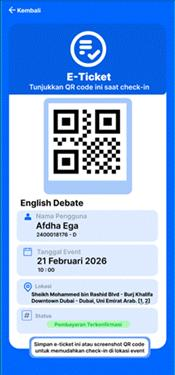 Kembali
E-Ticket
Tunjukkan QR code ini saat check-in
English Debate
Nama Pengguna
Afdha Ega
2400018176 - D
Tanggal Event
21 Februari 2026
10 : 00
Lokasi
Sheikh Mohammed bin Rashid Blvd - Burj Khalifa
Downtown Dubai - Dubai, Uni Emirat Arab. [1, 2]
# Status
Pembayaran Terkonfirmasi
Simpan e-ticket ini atau screenshot QR code
untuk memudahkan check-in di lokasi event